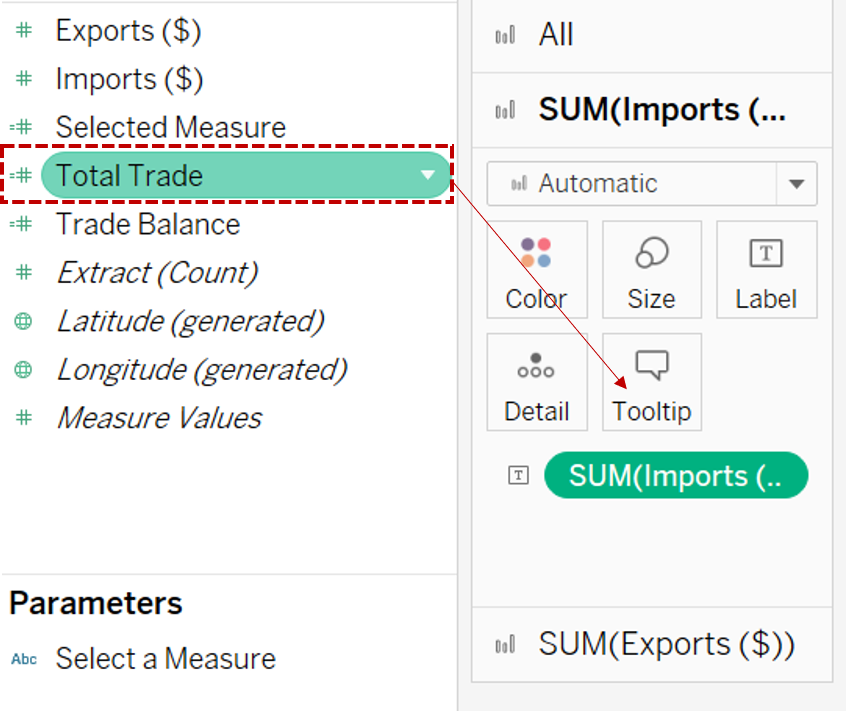 Exports ($)
Imports ($)
Selected Measure
Total Trade
Trade Balance
Extract (Count)
Latitude (generated)
Longitude (generated)
Measure Values
Parameters
Abc Select a Measure
All
SUM(Imports (...
Automatic
Color Size T Label
Detail Tooltip
T SUM(Imports (..
SUM(Exports ($))